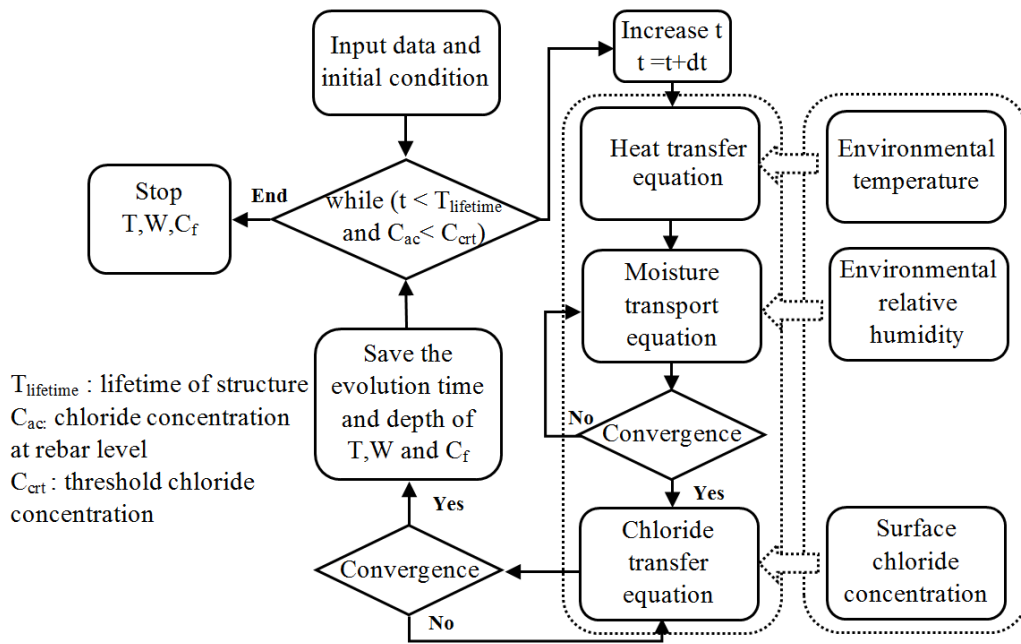 Input data and
initial condition
Increase t
t =t+dt
Heat transfer
equation
Environmental
temperature
Stop
T,W,Cf
End
while (t < Tlifetime
and Cac< Ccrt)
Moisture
transport
equation
Environmental
relative
humidity
Save the
evolution time
and depth of
T,W and Cf
Tlifetime : lifetime of structure
Cac: chloride concentration
at rebar level
Ccrt : threshold chloride
concentration
No
Convergence
Yes
Yes
Chloride
transfer
equation
Surface
chloride
concentration
Convergence
No